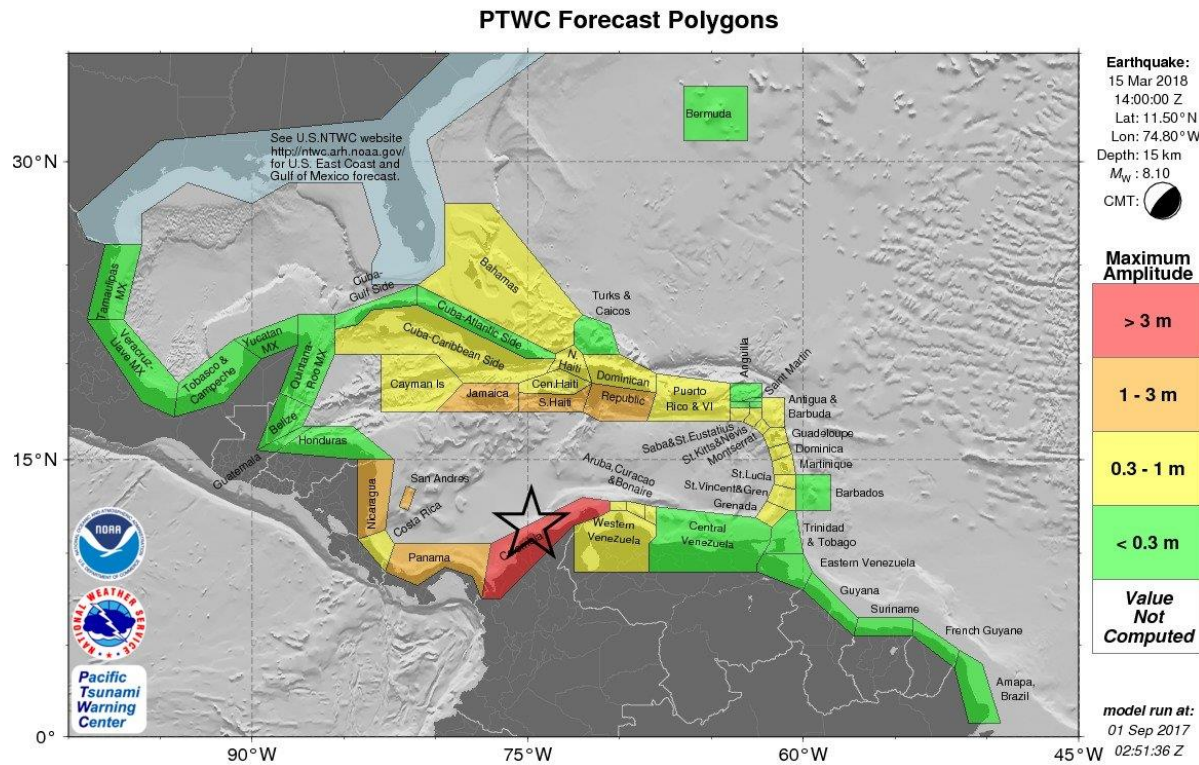 PTWC Forecast Polygons
Earthquake:
15 Mar 2018
14:00:00 Z
Lat: 11.50° N
Lon: 74.80° W
Depth: 15 km
MW : 8.10
CMT:
Maximum
Amplitude
> 3 m
1 - 3 m
0.3 - 1 m
< 0.3 m
Value
Not
Computed
model run at:
01 Sep 2017
02:51:36 Z
30°N
15°N
0°
90°W
75°W
60°W
45°W
See U.S.NTWC website
http://ntwc.arh.noaa.gov/
for U.S. East Coast and
Gulf of Mexico forecast.
Bermuda
Tamaulipas
MX
Veracruz-
Llave MX
Tobasco &
Campeche
Yucatan
MX
Quintana-
Roo MX
Belize
Guatemala
Honduras
Cuba-
Gulf Side
Cuba-Atlantic Side
Cuba-Caribbean Side
Bahamas
Turks &
Caicos
Cayman Is
Jamaica
N.
Haiti
Cen.Haiti
S.Haiti
Dominican
Republic
Puerto
Rico & VI
Anguilla
Saint Martin
Antigua &
Barbuda
Saba&St.Eustatius
St.Kitts&Nevis
Montserrat
Guadeloupe
Dominica
Martinique
St.Lucia
St.Vincent&Gren
Grenada
Barbados
Aruba,Curacao
&Bonaire
San Andres
Nicaragua
Costa Rica
Panama
Western
Venezuela
Central
Venezuela
Trinidad
& Tobago
Eastern Venezuela
Guyana
Suriname
French Guyane
Amapa,
Brazil
NOAA
NATIONAL WEATHER SERVICE
Pacific
Tsunami
Warning
Center